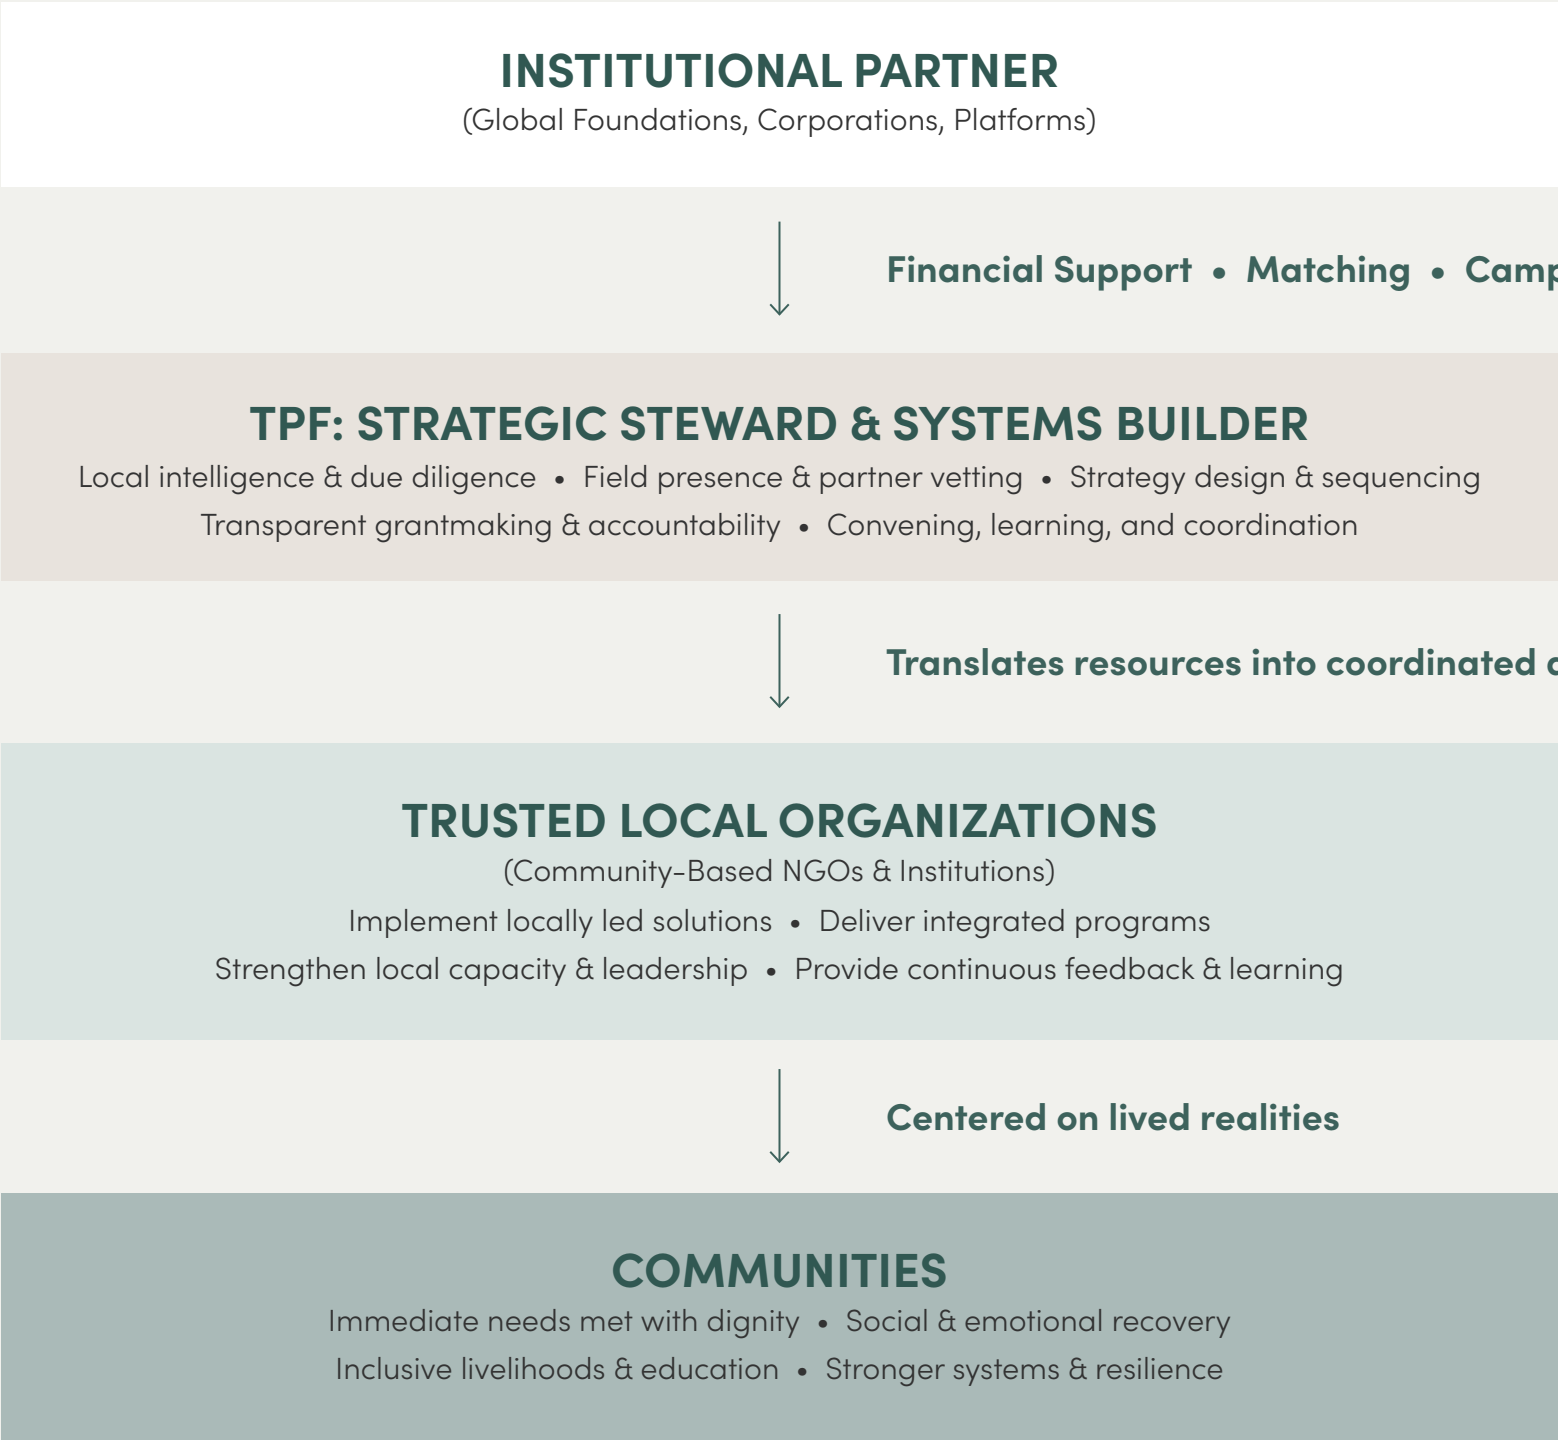 INSTITUTIONAL PARTNER
(Global Foundations, Corporations, Platforms)
Financial Support • Matching •
TPF: STRATEGIC STEWARD & SYSTEMS BUILDER
Local intelligence & due diligence • Field presence & partner vetting • Strategy design & sequencing
Transparent grantmaking & accountability • Convening, learning, and coordination
Translates resources into coordinated
TRUSTED LOCAL ORGANIZATIONS
(Community-Based NGOs & Institutions)
Implement locally led solutions • Deliver integrated programs
Strengthen local capacity & leadership • Provide continuous feedback & learning
Centered on lived realities
COMMUNITIES
Immediate needs met with dignity • Social & emotional recovery
Inclusive livelihoods & education • Stronger systems & resilience